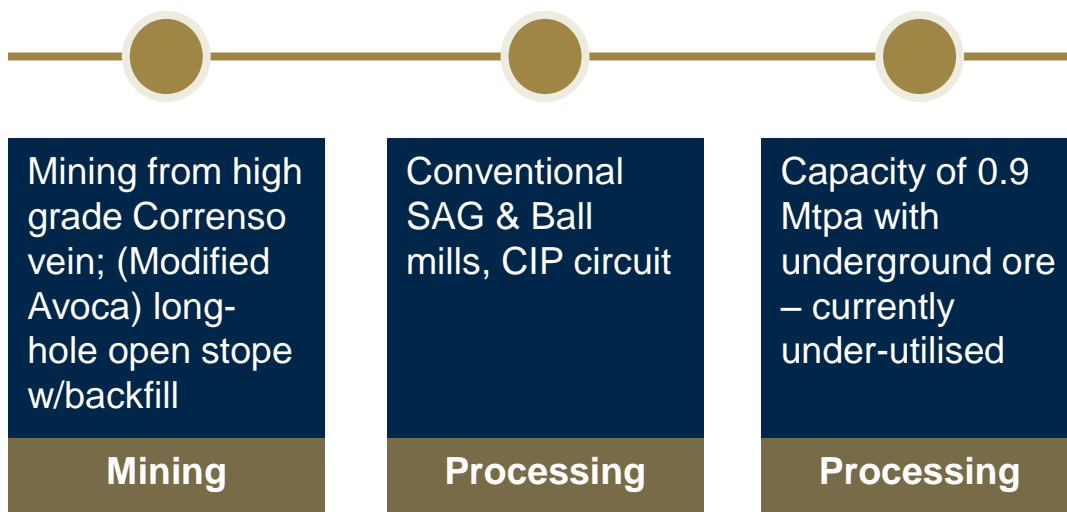 Mining from high
grade Correnso
vein; (Modified
Avoca) long-
hole open stope
w/backfill
Mining
Conventional
SAG & Ball
mills, CIP circuit
Processing
Capacity of 0.9
Mtpa with
underground ore
– currently
under-utilised
Processing